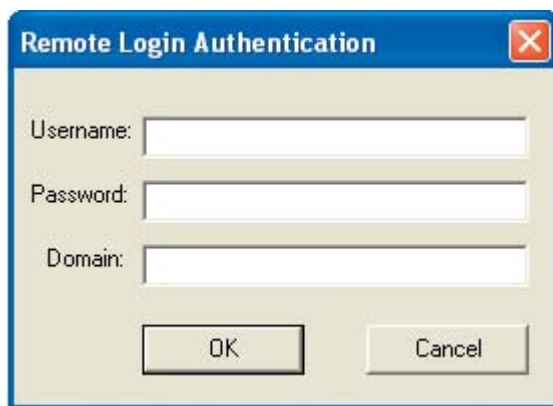 Remote Login Authentication
Username:
Password:
Domain:
OK
Cancel